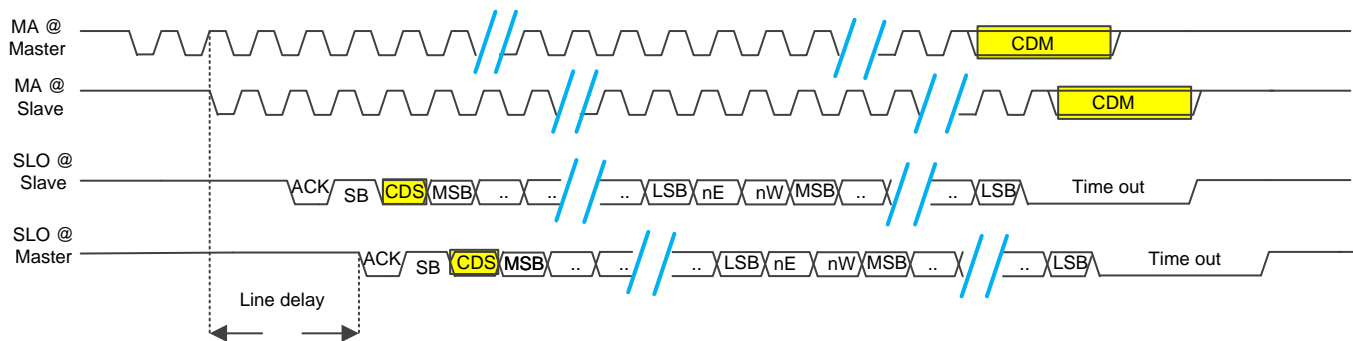 MA @
Master
CDM
MA @
Slave
CDM
SLO @
Slave
ACK SB CDS MSB .. .. .. LSB nE nW MSB .. .. LSB Time out
SLO @
Master
ACK SB CDS MSB .. .. .. LSB nE nW MSB .. .. LSB Time out
Line delay